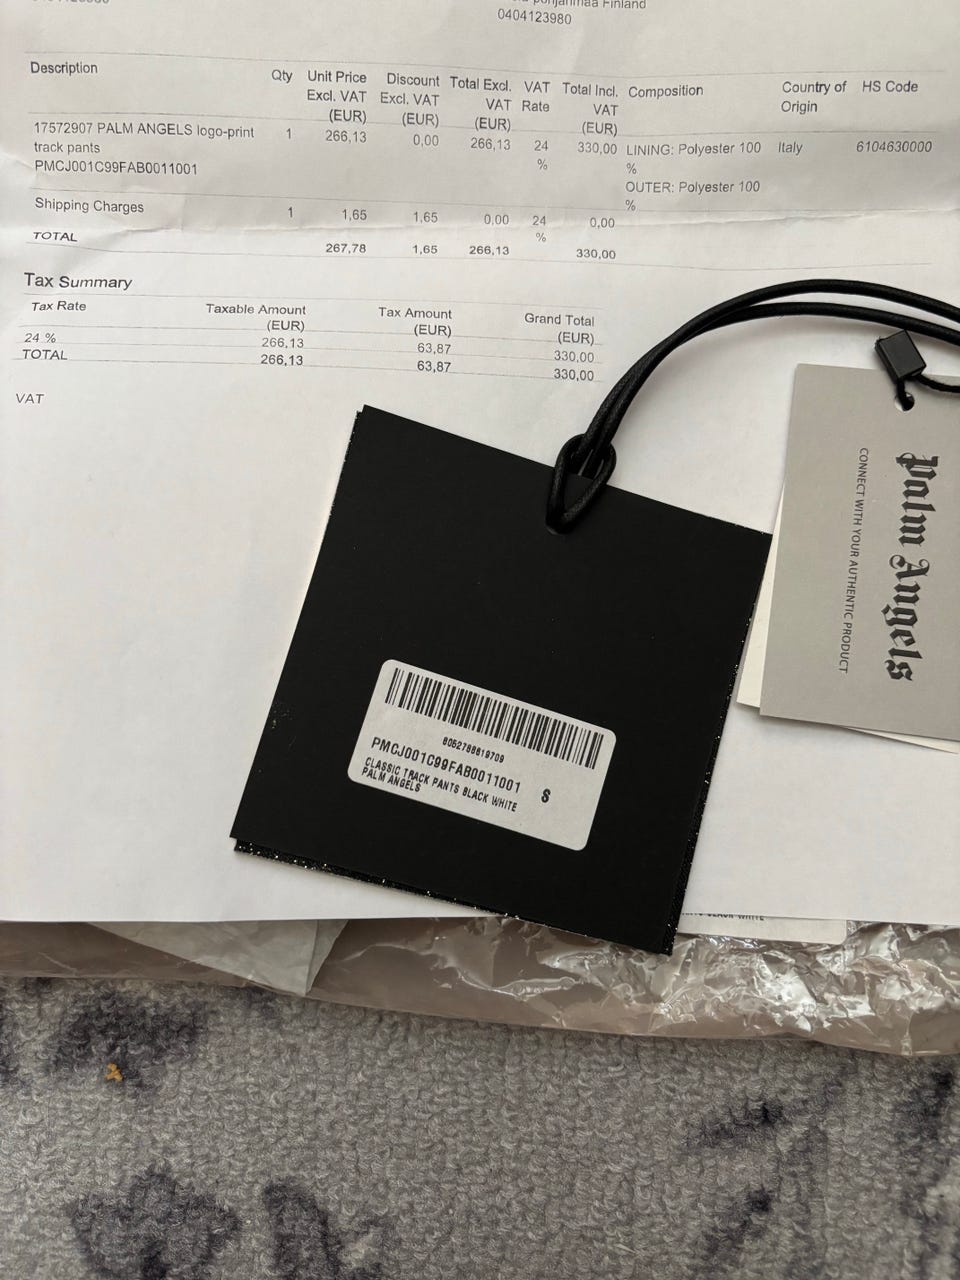 pohjanmaa Finland
0404123980
Description Qty Unit Price Excl. VAT (EUR) Discount Excl. VAT (EUR) Total Excl. VAT (EUR) VAT Rate Total Incl. VAT (EUR) Composition Country of Origin HS Code
17572907 PALM ANGELS logo-print track pants PMCJ001C99FAB0011001 1 266,13 0,00 266,13 24 % 330,00 LINING: Polyester 100 % OUTER: Polyester 100 % Italy 6104630000
Shipping Charges 1 1,65 1,65 0,00 24 % 0,00
TOTAL 267,78 1,65 266,13 330,00
Tax Summary
Tax Rate Taxable Amount (EUR) Tax Amount (EUR) Grand Total (EUR)
24 % 266,13 63,87 330,00
TOTAL 266,13 63,87 330,00
VAT
Palm Angels
CONNECT WITH YOUR AUTHENTIC PRODUCT
8052788619709
PMCJ001C99FAB0011001 S
CLASSIC TRACK PANTS BLACK WHITE
PALM ANGELS
BLACK WHITE